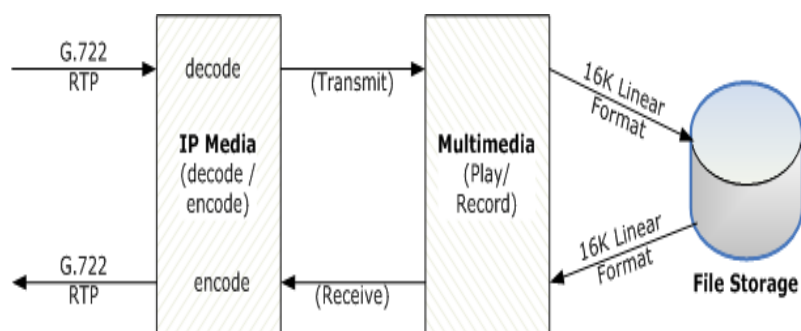 G.722
RTP
decode
(Transmit)
16K Linear
Format
IP Media
(decode /
encode)
Multimedia
(Play/
Record)
G.722
RTP
encode
(Receive)
16K Linear
Format
File Storage